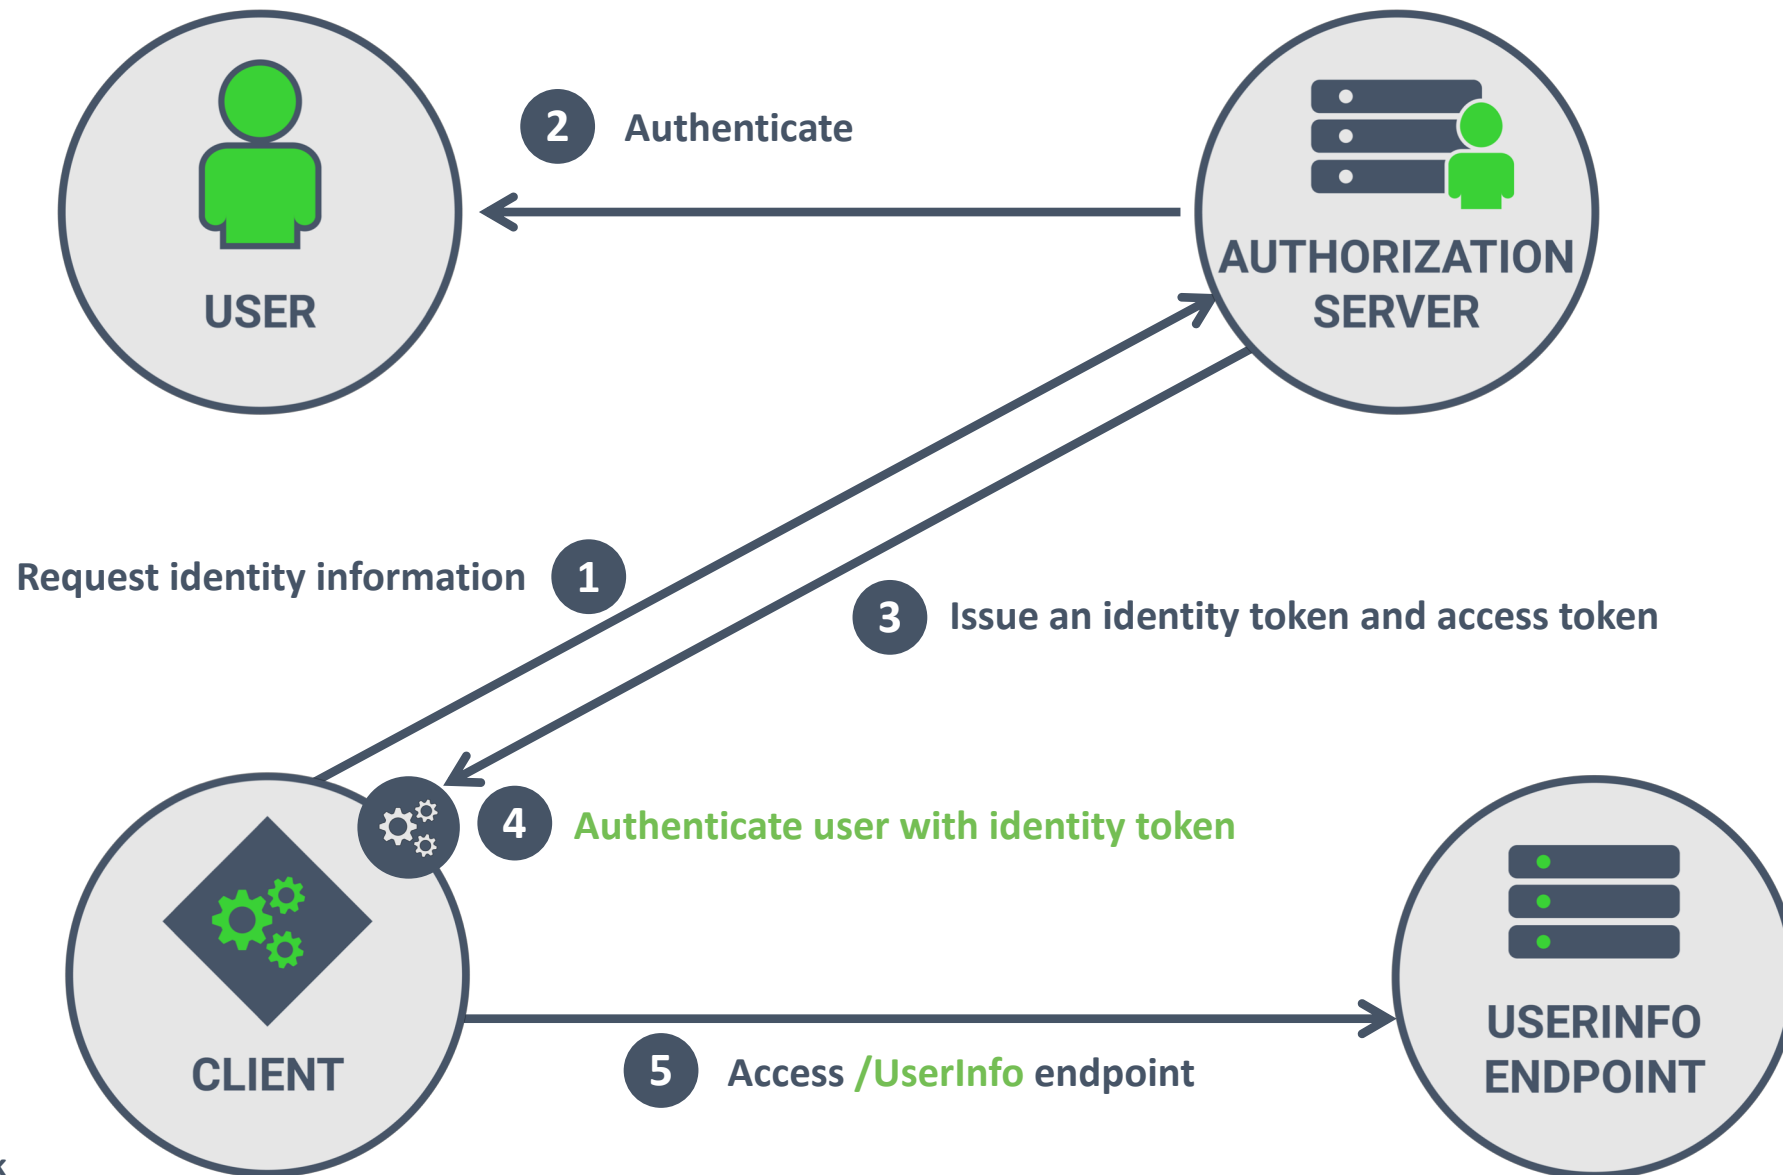 2 Authenticate
USER
AUTHORIZATION
SERVER
Request identity information 1
3 Issue an identity token and access token
4 Authenticate user with identity token
CLIENT
5 Access /UserInfo endpoint
USERINFO
ENDPOINT